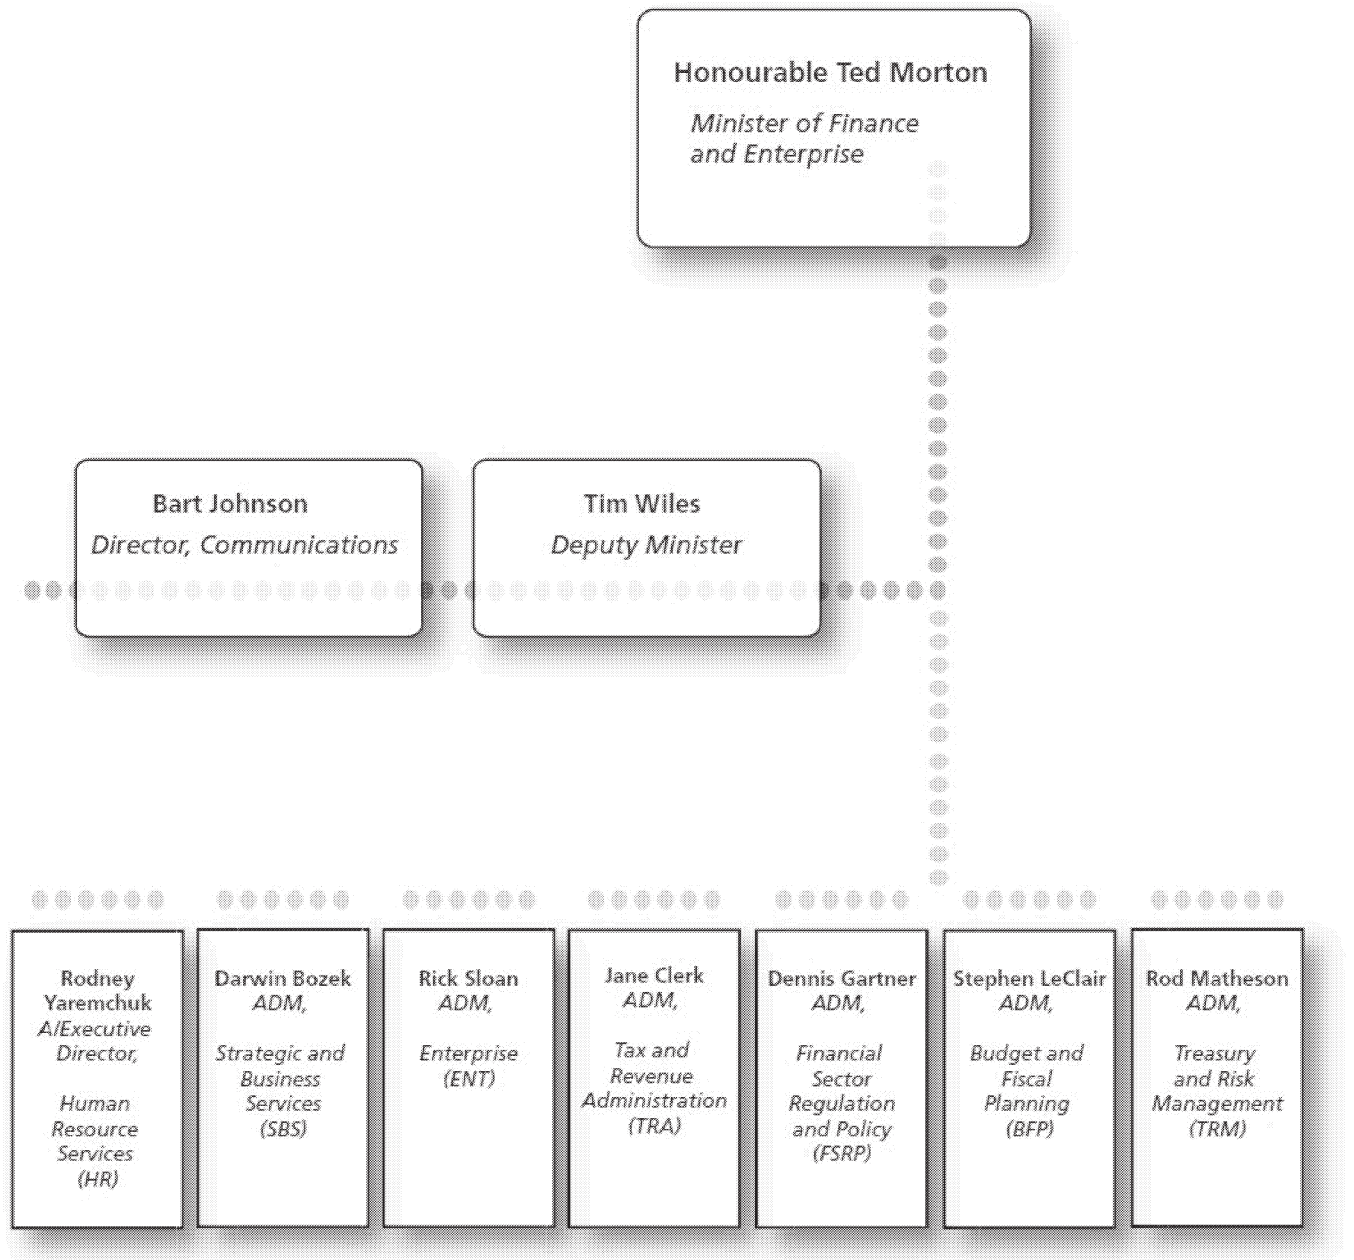 Honourable Ted Morton
Minister of Finance
and Enterprise
Bart Johnson
Director, Communications
Tim Wiles
Deputy Minister
Rodney
Yaremchuk
A/Executive
Director,
Human
Resource
Services
(HR)
Darwin Bozek
ADM,
Strategic and
Business
Services
(SBS)
Rick Sloan
ADM,
Enterprise
(ENT)
Jane Clerk
ADM,
Tax and
Revenue
Administration
(TRA)
Dennis Gartner
ADM,
Financial
Sector
Regulation
and Policy
(FSRP)
Stephen LeClair
ADM,
Budget and
Fiscal
Planning
(BFP)
Rod Matheson
ADM,
Treasury
and Risk
Management
(TRM)